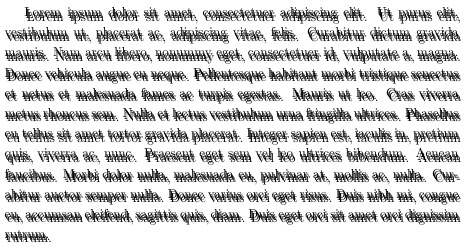 Lorem ipsum dolor sit amet, consectetuer adipiscing elit. Ut purus elit,
vestibulum ut, placerat ac, adipiscing vitae, felis. Curabitur dictum gravida
mauris. Nam arcu libero, nonummy eget, consectetuer id, vulputate a, magna.
Donec vehicula augue eu neque. Pellentesque habitant morbi tristique senectus
et netus et malesuada fames ac turpis egestas. Mauris ut leo. Cras viverra
metus rhoncus sem. Nulla et lectus vestibulum urna fringilla ultrices. Phasellus
eu tellus sit amet tortor gravida placerat. Integer sapien est, iaculis in, pretium
quis, viverra ac, nunc. Praesent eget sem vel leo ultrices bibendum. Aenean
faucibus. Morbi dolor nulla, malesuada eu, pulvinar at, mollis ac, nulla. Cur-
abitur auctor semper nulla. Donec varius orci eget risus. Duis nibh mi, congue
eu, accumsan eleifend, sagittis quis, diam. Duis eget orci sit amet orci dignissim
rutrum.